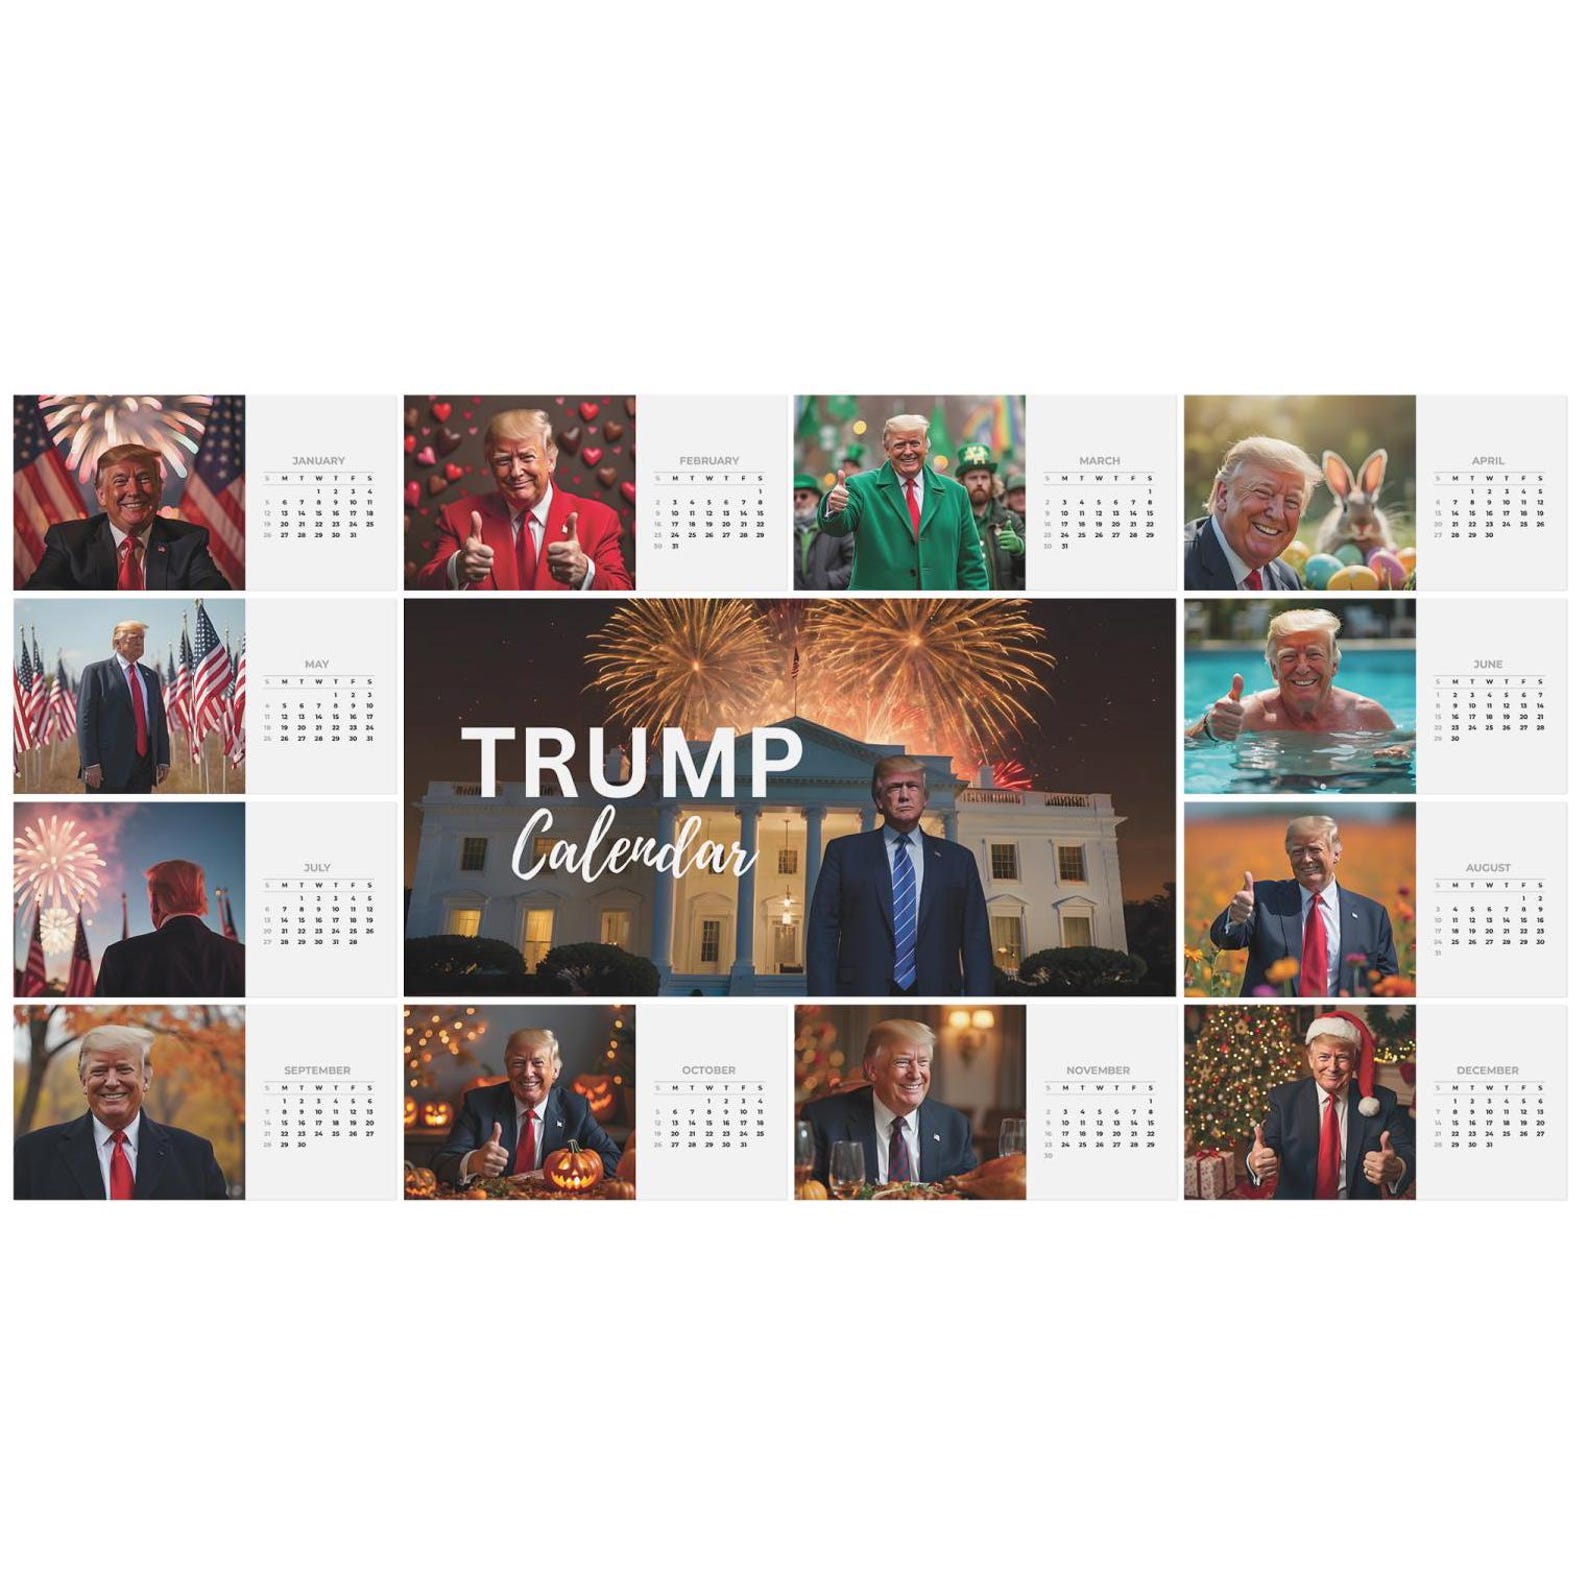 JANUARY
S M T W T F S
1 2 3 4
5 6 7 8 9 10 11
12 13 14 15 16 17 18
19 20 21 22 23 24 25
26 27 28 29 30 31
FEBRUARY
S M T W T F S
1
2 3 4 5 6 7 8
9 10 11 12 13 14 15
16 17 18 19 20 21 22
23 24 25 26 27 28 29
30 31
MARCH
S M T W T F S
1
2 3 4 5 6 7 8
9 10 11 12 13 14 15
16 17 18 19 20 21 22
23 24 25 26 27 28 29
30 31
APRIL
S M T W T F S
1 2 3 4 5
6 7 8 9 10 11 12
13 14 15 16 17 18 19
20 21 22 23 24 25 26
27 28 29 30
MAY
S M T W T F S
1 2 3
4 5 6 7 8 9 10
11 12 13 14 15 16 17
18 19 20 21 22 23 24
25 26 27 28 29 30 31
TRUMP
Calendar
JUNE
S M T W T F S
1 2 3 4 5 6 7
8 9 10 11 12 13 14
15 16 17 18 19 20 21
22 23 24 25 26 27 28
29 30
JULY
S M T W T F S
1 2 3 4 5
6 7 8 9 10 11 12
13 14 15 16 17 18 19
20 21 22 23 24 25 26
27 28 29 30 31 28
AUGUST
S M T W T F S
1 2
3 4 5 6 7 8 9
10 11 12 13 14 15 16
17 18 19 20 21 22 23
24 25 26 27 28 29 30
31
SEPTEMBER
S M T W T F S
1 2 3 4 5 6
7 8 9 10 11 12 13
14 15 16 17 18 19 20
21 22 23 24 25 26 27
28 29 30
OCTOBER
S M T W T F S
1 2 3 4
5 6 7 8 9 10 11
12 13 14 15 16 17 18
19 20 21 22 23 24 25
26 27 28 29 30 31
NOVEMBER
S M T W T F S
1
2 3 4 5 6 7 8
9 10 11 12 13 14 15
16 17 18 19 20 21 22
23 24 25 26 27 28 29
30
DECEMBER
S M T W T F S
1 2 3 4 5 6
7 8 9 10 11 12 13
14 15 16 17 18 19 20
21 22 23 24 25 26 27
28 29 30 31